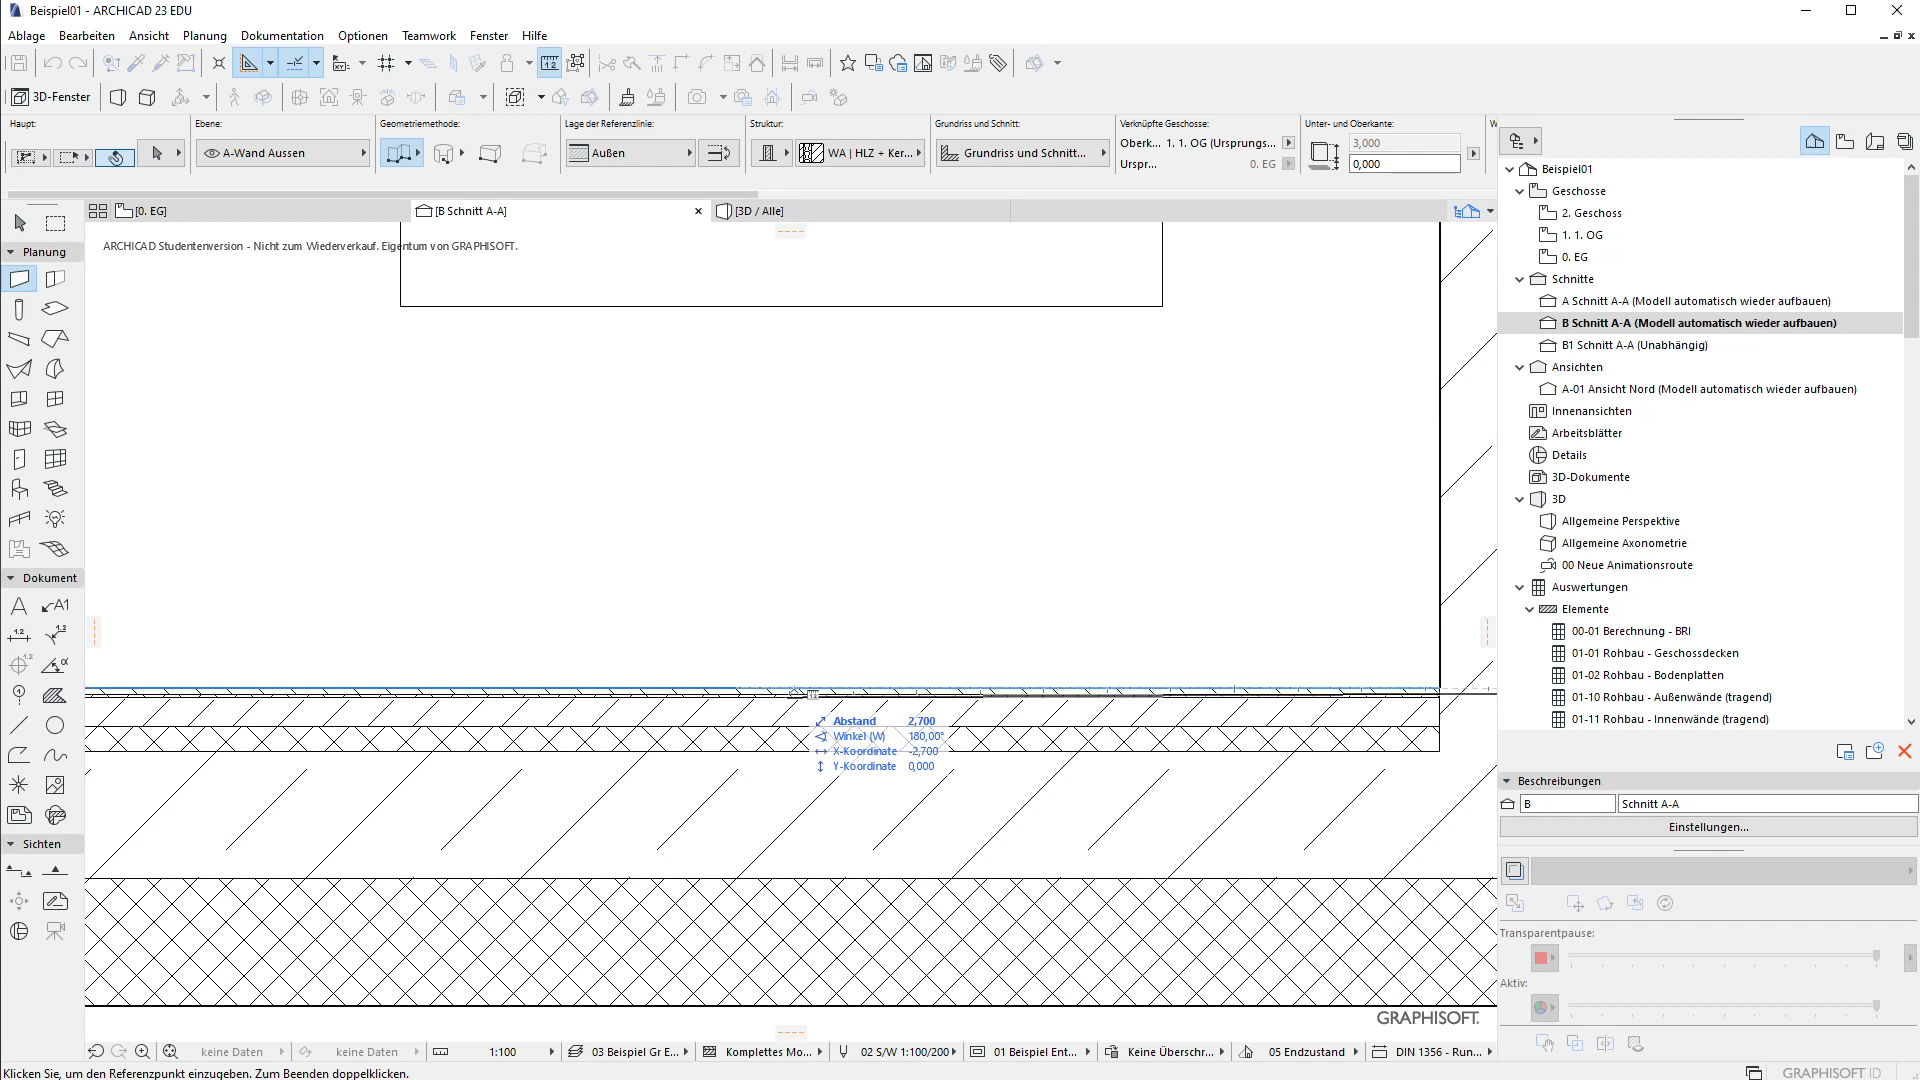 Beispiel01 - ARCHICAD 23 EDU
Ablage Bearbeiten Ansicht Planung Dokumentation Optionen Teamwork Fenster Hilfe
3D-Fenster
Haupt: Ebene: Geometriemethode: Lage der Referenzlinie: Struktur: Grundriss und Schnitt: Verknüpfte Geschosse: Unter- und Oberkante: W
A-Wand Aussen Außen WA | HLZ + Ker... Grundriss und Schnitt...
Oberk... 1. 1. OG (Ursprungs... 3,000
Urspr... 0. EG 0,000
[0. EG] [B Schnitt A-A] [3D / Alle]
ARCHICAD Studentenversion - Nicht zum Wiederverkauf. Eigentum von GRAPHISOFT.
Planung
Dokument
A A1
1.2 1.2
1.2 α
1
Sichten
Abstand 2,700
Winkel (W) 180,00°
X-Koordinate -2,700
Y-Koordinate 0,000
GRAPHISOFT.
Beispiel01
Geschosse
2. Geschoss
1. 1. OG
0. EG
Schnitte
A Schnitt A-A (Modell automatisch wieder aufbauen)
B Schnitt A-A (Modell automatisch wieder aufbauen)
B1 Schnitt A-A (Unabhängig)
Ansichten
A-01 Ansicht Nord (Modell automatisch wieder aufbauen)
Innenansichten
Arbeitsblätter
Details
3D-Dokumente
3D
Allgemeine Perspektive
Allgemeine Axonometrie
00 Neue Animationsroute
Auswertungen
Elemente
00-01 Berechnung - BRI
01-01 Rohbau - Geschossdecken
01-02 Rohbau - Bodenplatten
01-10 Rohbau - Außenwände (tragend)
01-11 Rohbau - Innenwände (tragend)
Beschreibungen
B Schnitt A-A
Einstellungen...
Transparentpause:
Aktiv:
keine Daten keine Daten 1:100 03 Beispiel Gr E... Komplettes Mo... 02 S/W 1:100/200 01 Beispiel Ent... Keine Überschr... 05 Endzustand DIN 1356 - Run...
Klicken Sie, um den Referenzpunkt einzugeben. Zum Beenden doppelklicken.
GRAPHISOFT ID